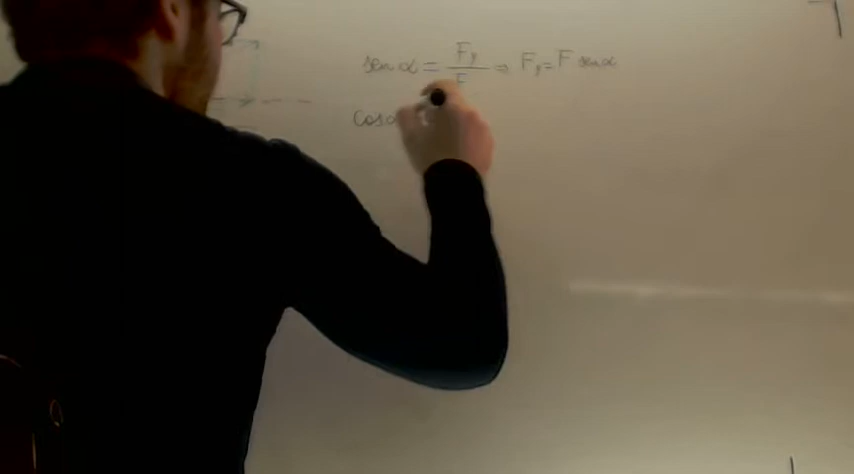 sen α = Fy / F ⇒ Fy = F sen α
cos α